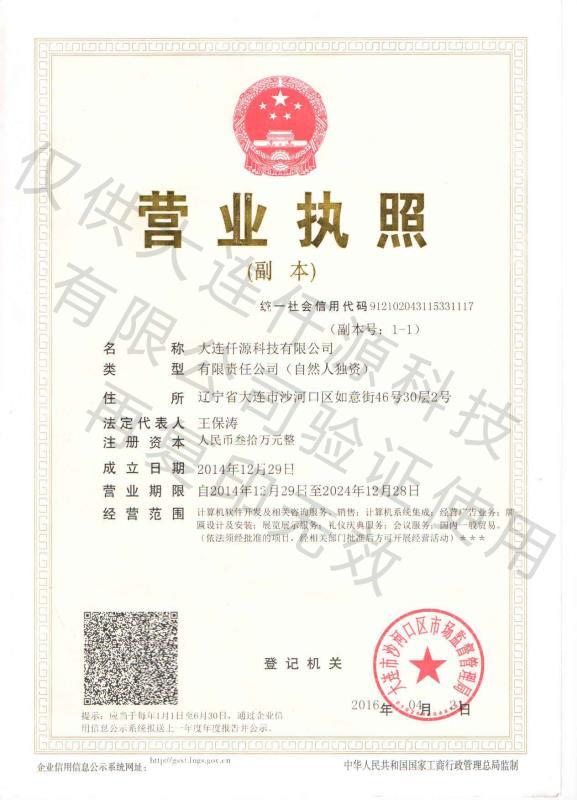 营业执照
(副 本)
统一社会信用代码 912102043115331117
(副本号：1-1)
名 称 大连仟源科技有限公司
类 型 有限责任公司（自然人独资）
住 所 辽宁省大连市沙河口区如意街46号30层2号
法定代表人 王保涛
注册资本 人民币叁拾万元整
成立日期 2014年12月29日
营业期限 自2014年12月29日至2024年12月28日
经营范围 计算机软件开发及相关咨询服务、销售；计算机系统集成；经营广告业务；牌
匾设计及安装；展览展示服务；礼仪庆典服务；会议服务；国内一般贸易。
（依法须经批准的项目，经相关部门批准后方可开展经营活动）***
登记机关
大连市沙河口区市场监督管理局
2016 年 04 月 日
提示：应当于每年1月1日至6月30日，通过企业信
用信息公示系统报送上一年度年度报告并公示。
企业信用信息公示系统网址： http://gsxt.lngs.gov.cn
中华人民共和国国家工商行政管理总局监制
仅供大连仟源科技
有限公司验证使用
再复印无效